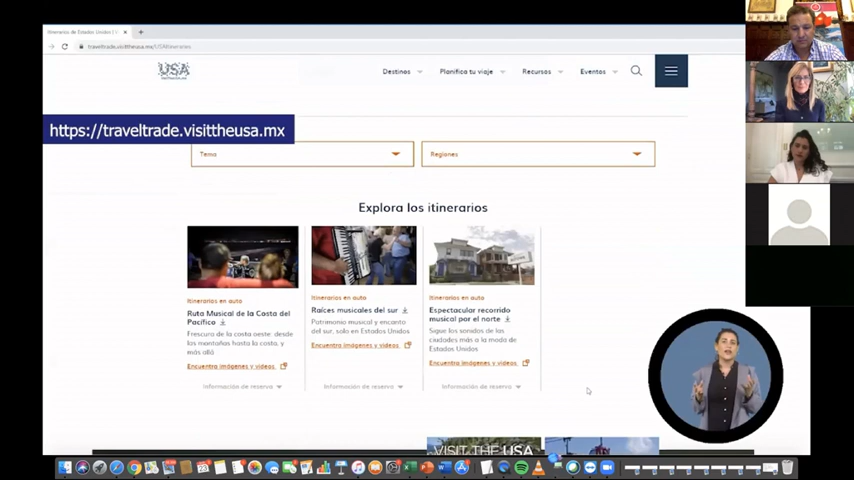 Itinerarios de Estados Unidos | V
traveltrade.visittheusa.mx/USAitineraries
USA
Destinos
Planifica tu viaje
Recursos
Eventos
https://traveltrade.visittheusa.mx
Tema
Regiones
Explora los itinerarios
Itinerarios en auto
Ruta Musical de la Costa del
Pacífico
Frescura de la costa oeste: desde
las montañas hasta la costa, y
más allá
Encuentra imágenes y videos
Información de reserva
Itinerarios en auto
Raíces musicales del sur
Patrimonio musical y encanto
del sur, solo en Estados Unidos
Encuentra imágenes y videos
Información de reserva
Itinerarios en auto
Espectacular recorrido
musical por el norte
Sigue los sonidos de las
ciudades más a la moda de
Estados Unidos
Encuentra imágenes y videos
Información de reserva
VISIT THE USA